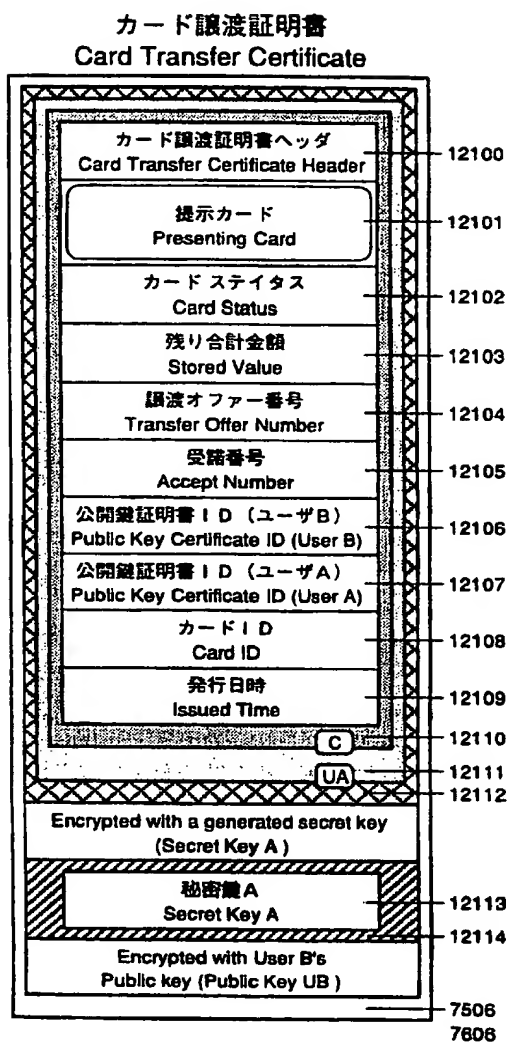 カード譲渡証明書
Card Transfer Certificate
カード譲渡証明書ヘッダ
Card Transfer Certificate Header
12100
提示カード
Presenting Card
12101
カード ステイタス
Card Status
12102
残り合計金額
Stored Value
12103
譲渡オファー番号
Transfer Offer Number
12104
受諾番号
Accept Number
12105
公開鍵証明書ID (ユーザB)
Public Key Certificate ID (User B)
12106
公開鍵証明書ID (ユーザA)
Public Key Certificate ID (User A)
12107
カードID
Card ID
12108
発行日時
Issued Time
12109
C
12110
UA
12111
12112
Encrypted with a generated secret key
(Secret Key A )
秘密鍵A
Secret Key A
12113
12114
Encrypted with User B's
Public key (Public Key UB )
7506
7606